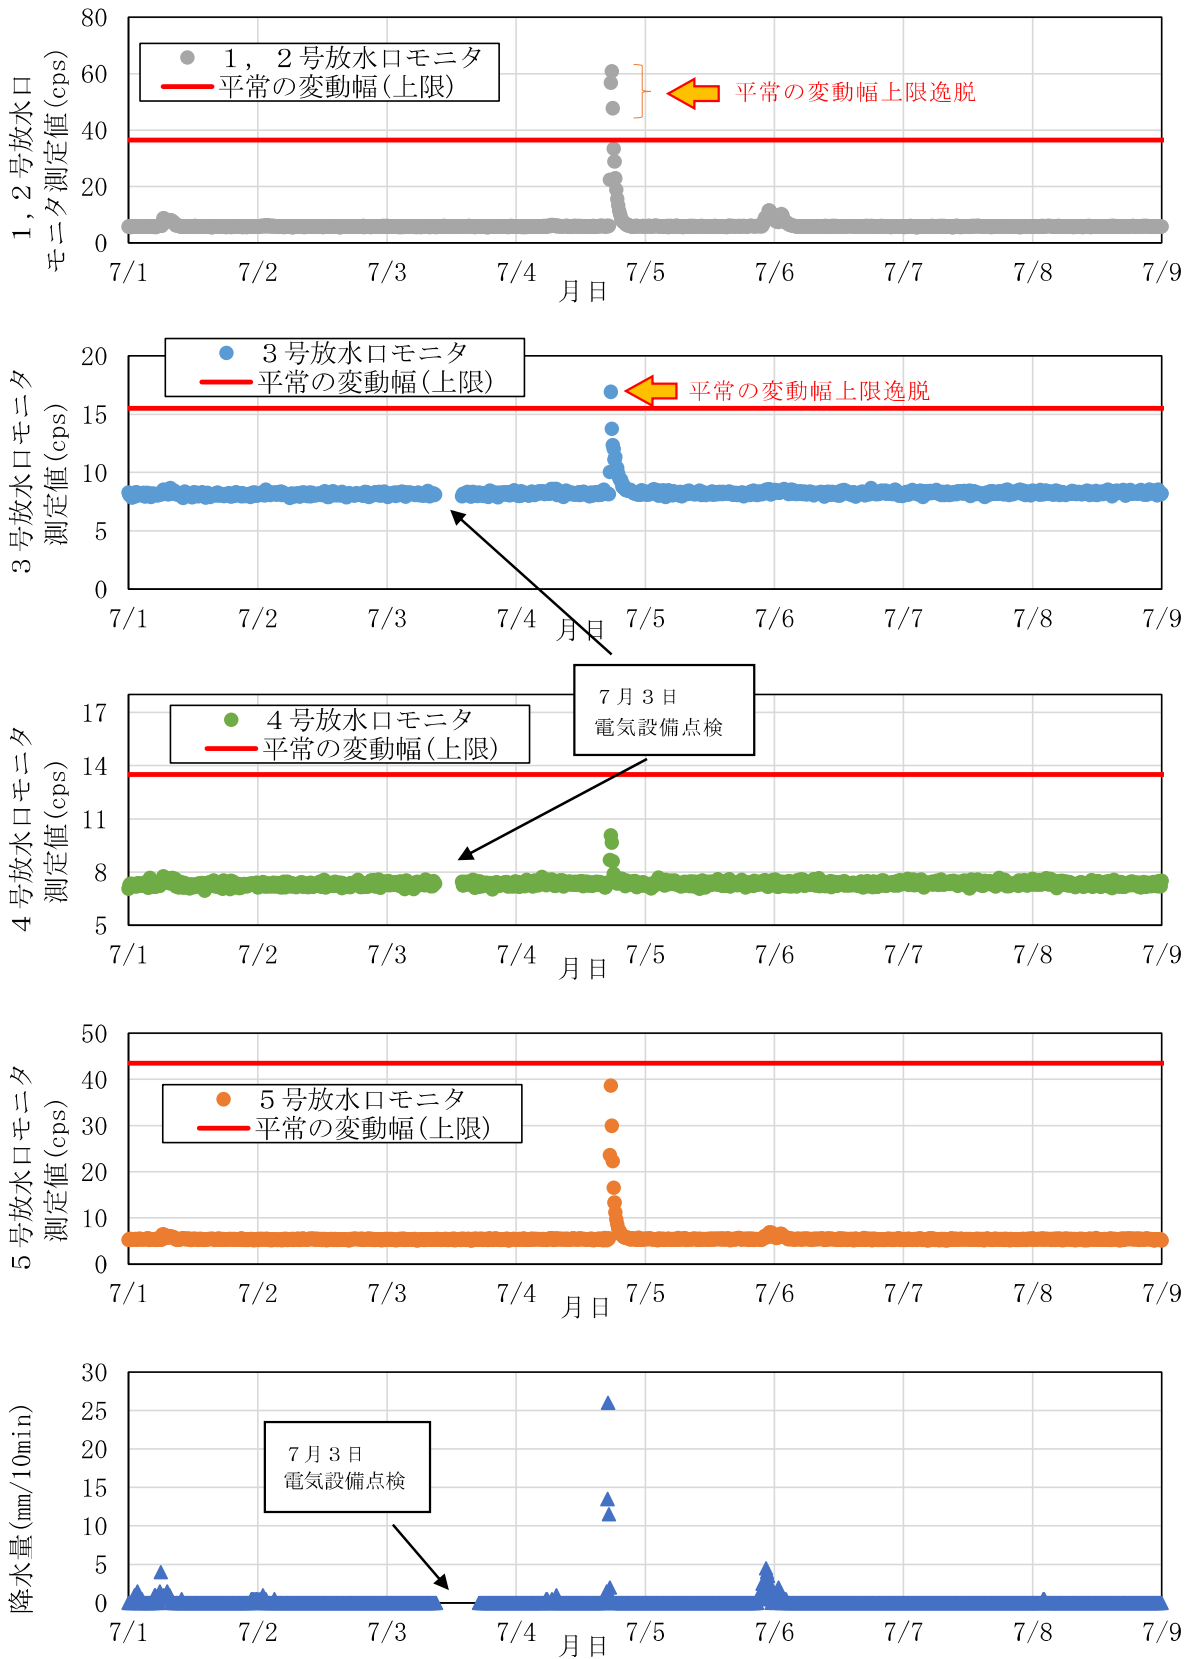 1,2号放水口
モニタ測定値(cps)
80
60
40
20
0
１，２号放水口モニタ
平常の変動幅(上限)
平常の変動幅上限逸脱
7/1 7/2 7/3 7/4 7/5 7/6 7/7 7/8 7/9
月日
３号放水口モニタ
測定値(cps)
20
15
10
5
0
３号放水口モニタ
平常の変動幅(上限)
平常の変動幅上限逸脱
7/1 7/2 7/3 7/4 7/5 7/6 7/7 7/8 7/9
月日
７月３日
電気設備点検
４号放水口モニタ
測定値(cps)
17
14
11
8
5
４号放水口モニタ
平常の変動幅(上限)
7/1 7/2 7/3 7/4 7/5 7/6 7/7 7/8 7/9
月日
５号放水口モニタ
測定値(cps)
50
40
30
20
10
0
５号放水口モニタ
平常の変動幅(上限)
7/1 7/2 7/3 7/4 7/5 7/6 7/7 7/8 7/9
月日
降水量(mm/10min)
30
25
20
15
10
5
0
７月３日
電気設備点検
7/1 7/2 7/3 7/4 7/5 7/6 7/7 7/8 7/9
月日